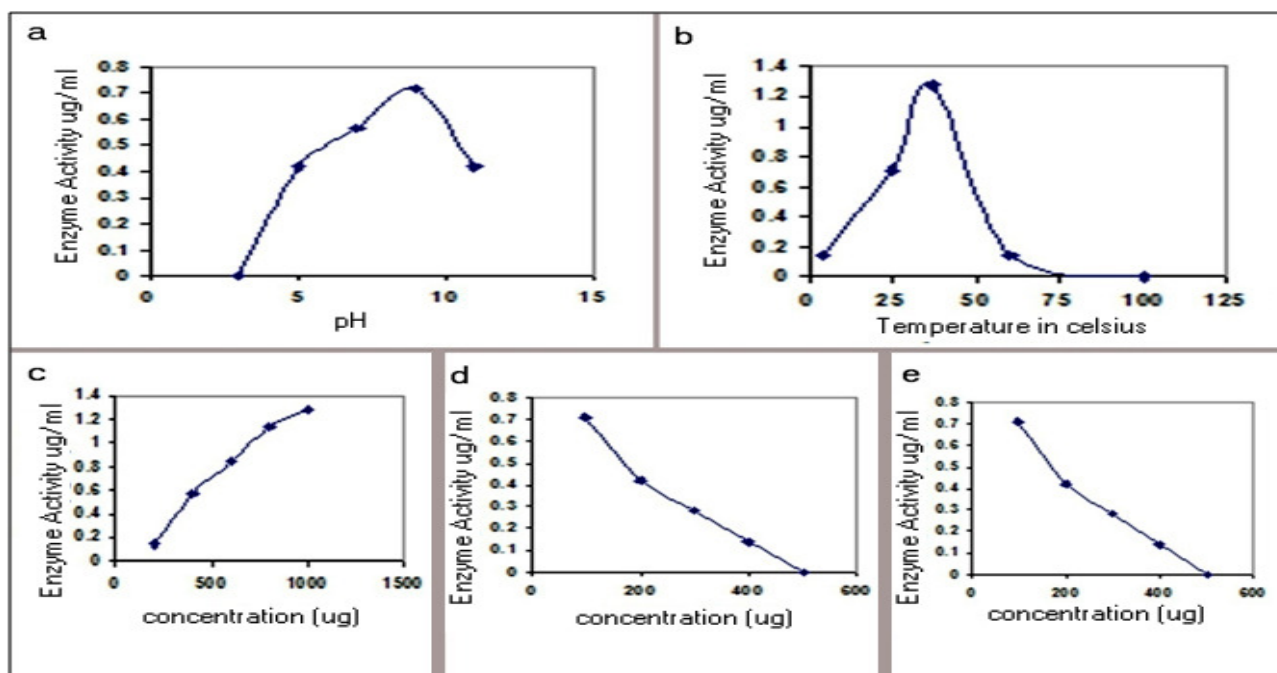 a
Enzyme Activity ug/ml
0.8
0.7
0.6
0.5
0.4
0.3
0.2
0.1
0
0 5 10 15
pH
b
Enzyme Activity ug/ml
1.4
1.2
1
0.8
0.6
0.4
0.2
0
0 25 50 75 100 125
Temperature in celsius
c
Enzyme Activity ug/ml
1.4
1.2
1
0.8
0.6
0.4
0.2
0
0 500 1000 1500
concentration (ug)
d
Enzyme Activity ug/ml
0.8
0.7
0.6
0.5
0.4
0.3
0.2
0.1
0
0 200 400 600
concentration (ug)
e
Enzyme Activity ug/ml
0.8
0.7
0.6
0.5
0.4
0.3
0.2
0.1
0
0 200 400 600
concentration (ug)